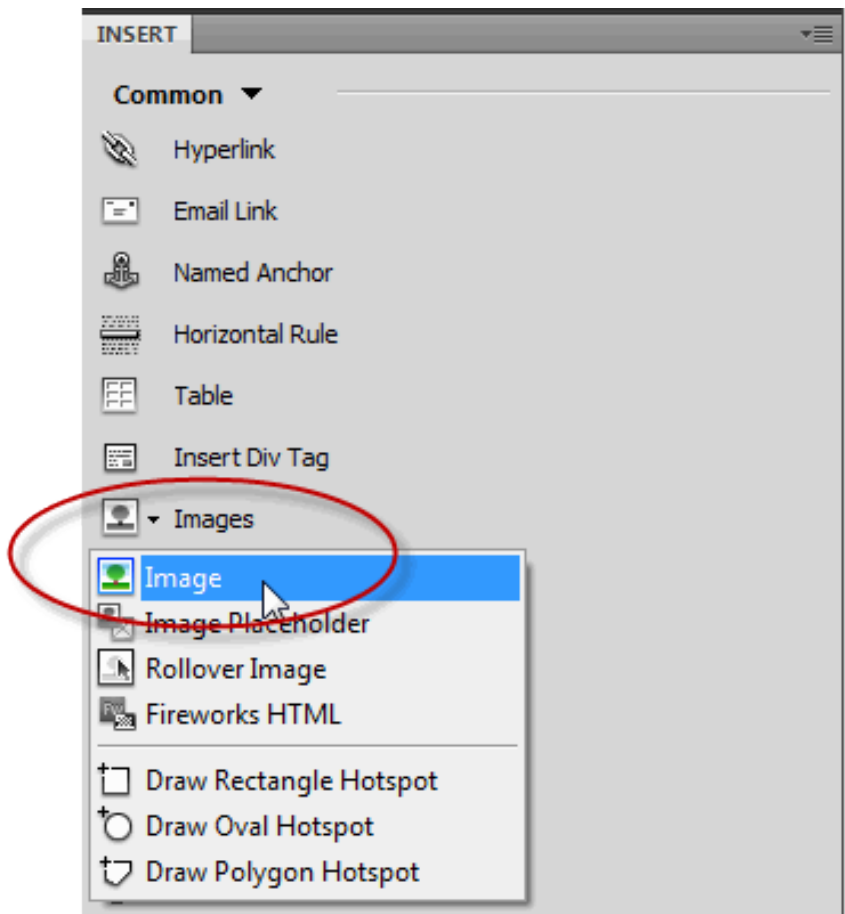 INSERT
Common
Hyperlink
Email Link
Named Anchor
Horizontal Rule
Table
Insert Div Tag
Images
Image
Image Placeholder
Rollover Image
Fireworks HTML
Draw Rectangle Hotspot
Draw Oval Hotspot
Draw Polygon Hotspot